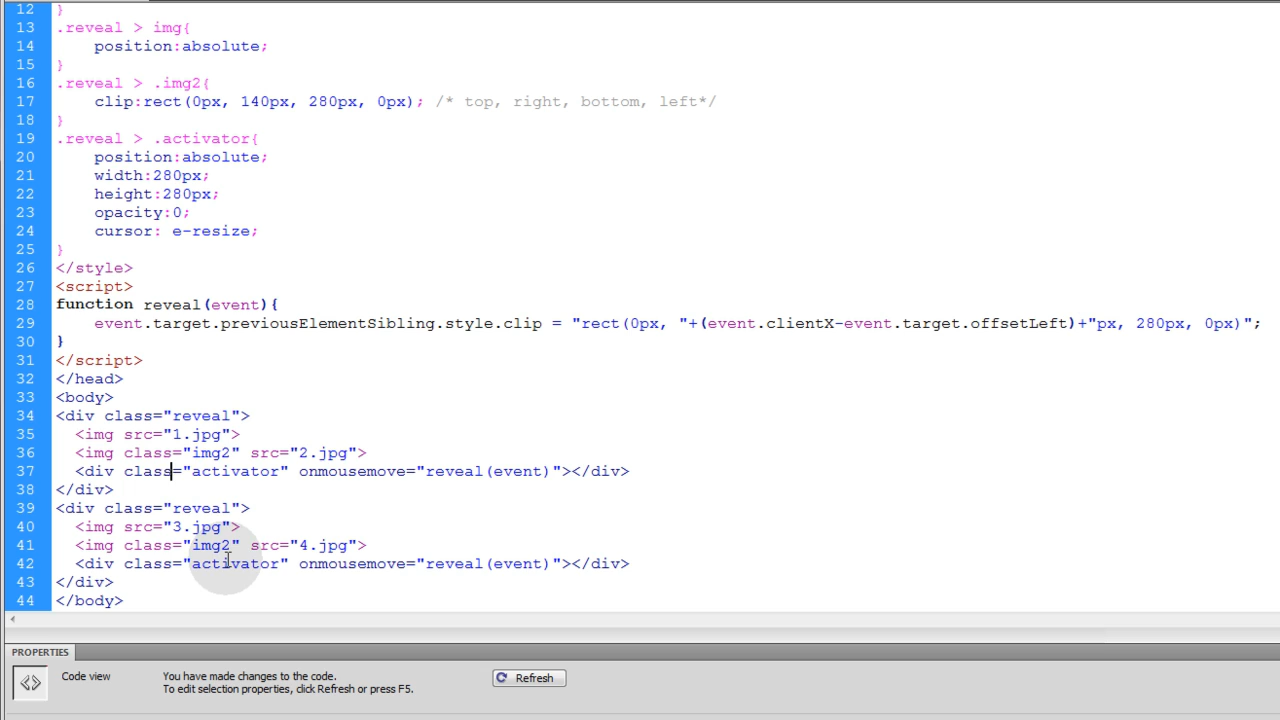 12 }
13 .reveal > img{
14     position:absolute;
15 }
16 .reveal > .img2{
17     clip:rect(0px, 140px, 280px, 0px); /* top, right, bottom, left*/
18 }
19 .reveal > .activator{
20     position:absolute;
21     width:280px;
22     height:280px;
23     opacity:0;
24     cursor: e-resize;
25 }
26 </style>
27 <script>
28 function reveal(event){
29     event.target.previousElementSibling.style.clip = "rect(0px, "+(event.clientX-event.target.offsetLeft)+"px, 280px, 0px)";
30 }
31 </script>
32 </head>
33 <body>
34 <div class="reveal">
35   <img src="1.jpg">
36   <img class="img2" src="2.jpg">
37   <div class="activator" onmousemove="reveal(event)"></div>
38 </div>
39 <div class="reveal">
40   <img src="3.jpg">
41   <img class="img2" src="4.jpg">
42   <div class="activator" onmousemove="reveal(event)"></div>
43 </div>
44 </body>
PROPERTIES
Code view
You have made changes to the code.
To edit selection properties, click Refresh or press F5.
Refresh